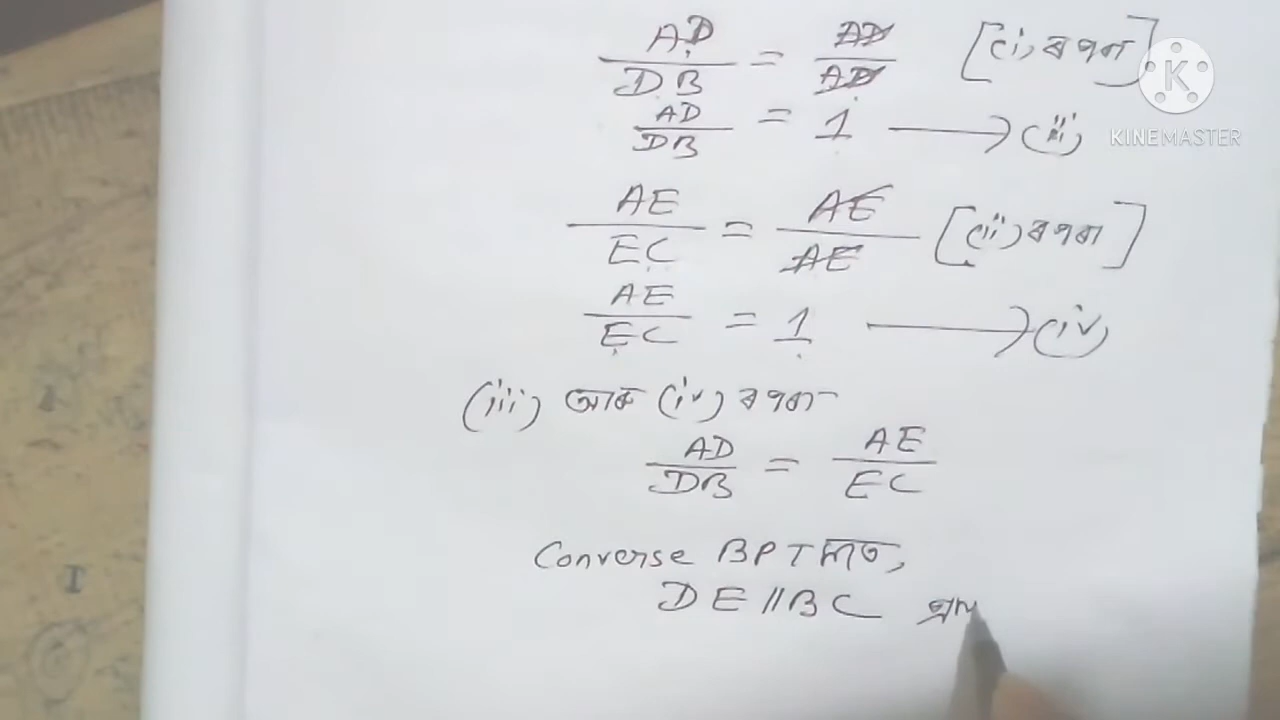 AD/DB = AD/AD [(i) ৰ পৰা]
AD/DB = 1 ⟶ (iii)
AE/EC = AE/AE [(ii) ৰ পৰা]
AE/EC = 1 ⟶ (iv)
(iii) আৰু (iv) ৰ পৰা
AD/DB = AE/EC
Converse BPT মতে,
DE//BC
KINEMASTER